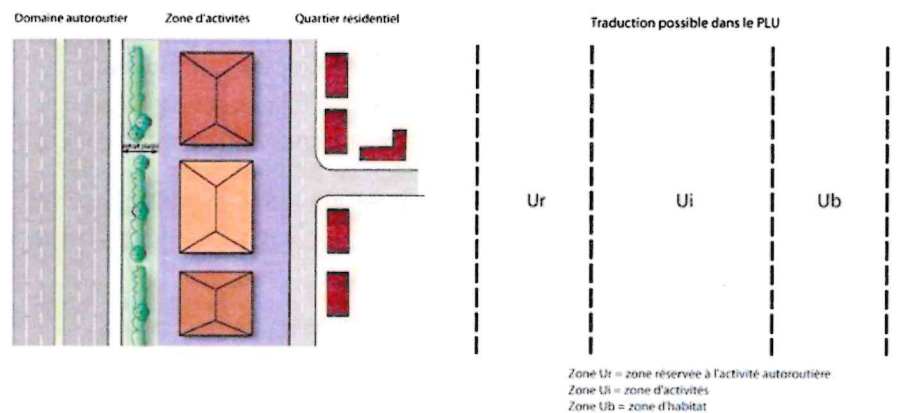 Domaine autoroutier
Zone d'activités
Quartier résidentiel
Traduction possible dans le PLU
Ur
Ui
Ub
Zone Ur = zone réservée à l'activité autoroutière
Zone Ui = zone d'activités
Zone Ub = zone d'habitat